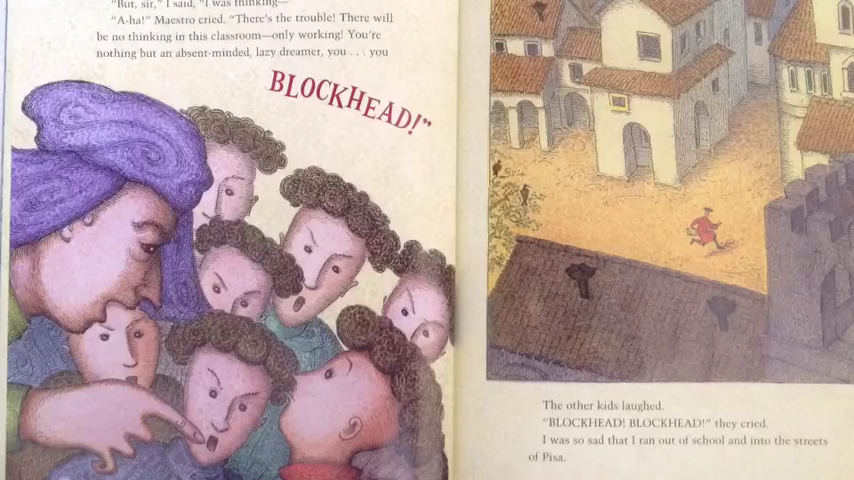 "But, sir," I said, "I was thinking—
"A-ha!" Maestro cried. "There's the trouble! There will
be no thinking in this classroom—only working! You're
nothing but an absent-minded, lazy dreamer, you . . . you
BLOCKHEAD!"
The other kids laughed.
"BLOCKHEAD! BLOCKHEAD!" they cried.
I was so sad that I ran out of school and into the streets
of Pisa.